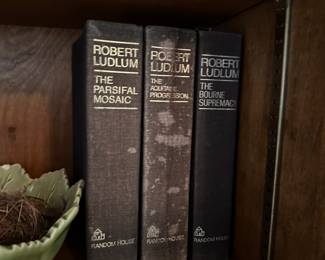 ROBERT
LUDLUM
THE
PARSIFAL
MOSAIC
RANDOM HOUSE
ROBERT
LUDLUM
THE
AQUITAINE
PROGRESSION
RANDOM HOUSE
ROBERT
LUDLUM
THE
BOURNE
SUPREMACY
RANDOM HOUSE